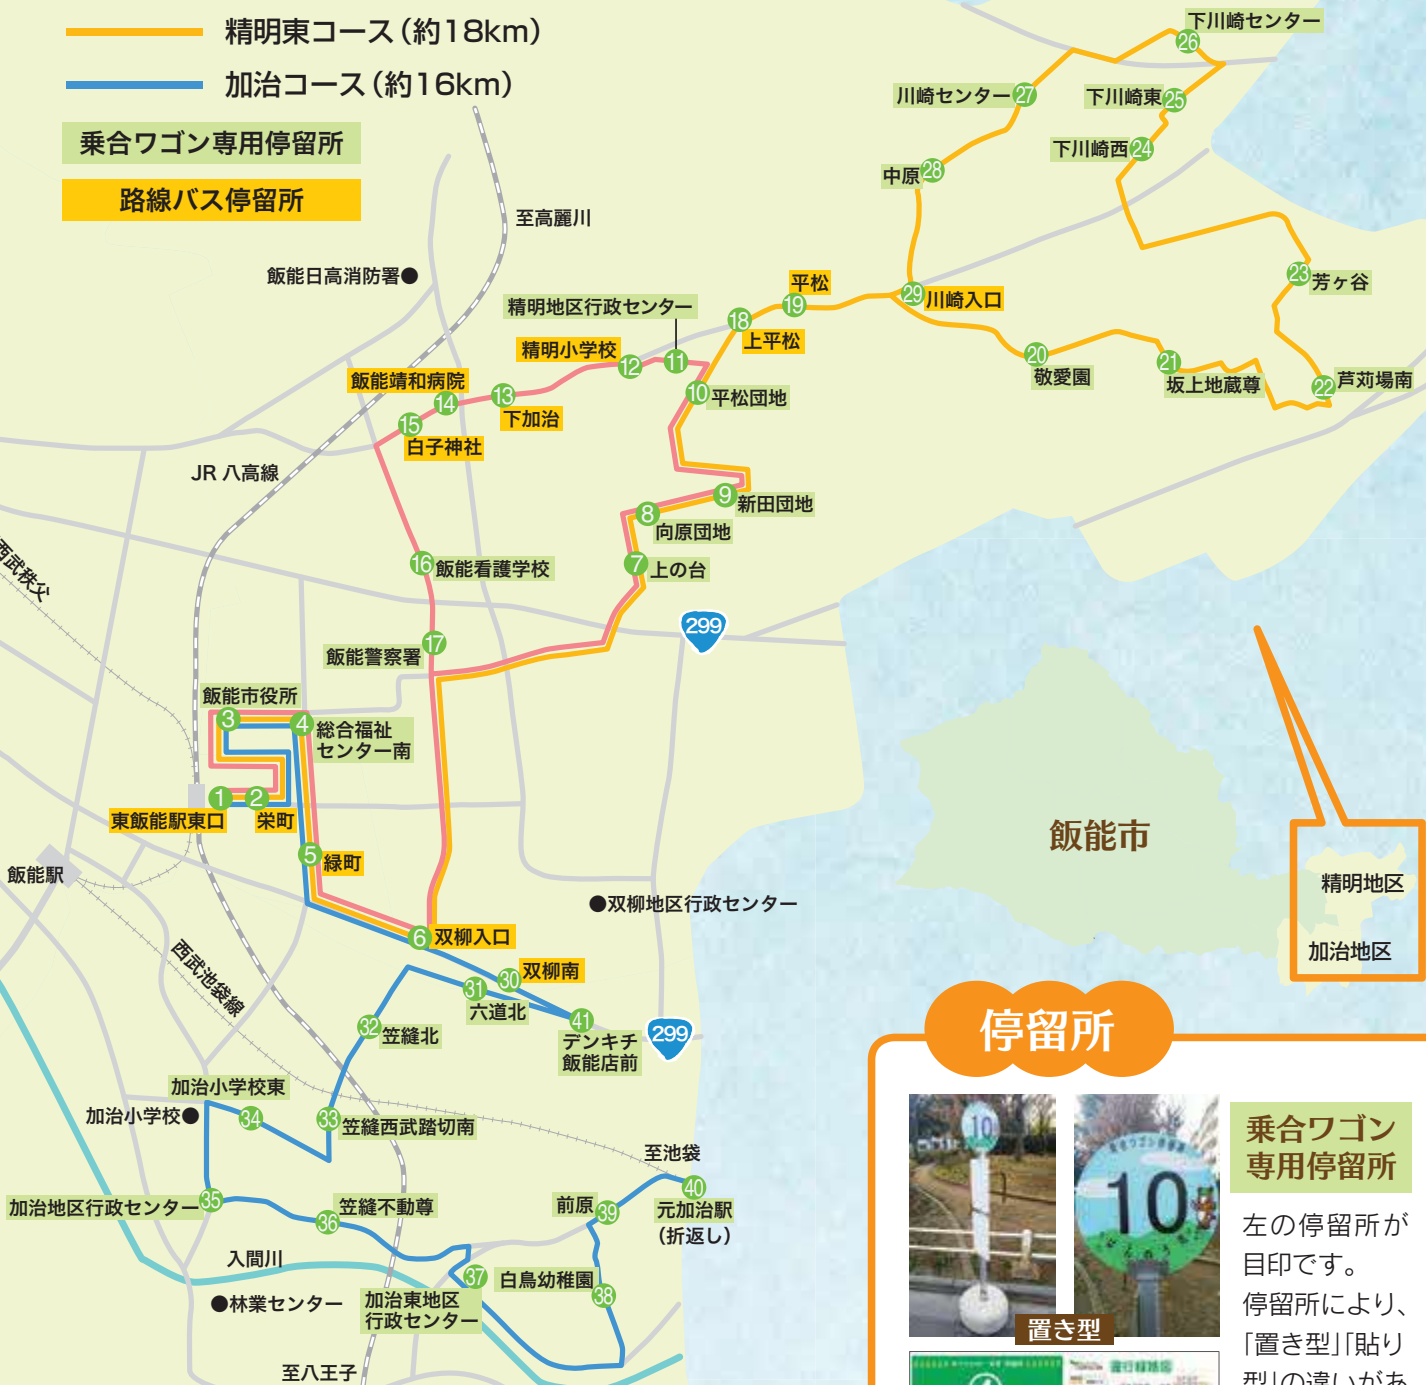 精明東コース(約18km)
加治コース(約16km)
乗合ワゴン専用停留所
路線バス停留所
至高麗川
飯能日高消防署●
JR 八高線
西武秩父
下川崎センター
26
川崎センター
27
下川崎東
25
下川崎西
24
中原
28
芳ヶ谷
23
29
川崎入口
平松
19
18
上平松
精明地区行政センター
11
精明小学校
12
飯能靖和病院
14
13
下加治
15
白子神社
10
平松団地
20
敬愛園
21
坂上地蔵尊
22
芦苅場南
9
新田団地
8
向原団地
7
上の台
16
飯能看護学校
17
飯能警察署
299
飯能市役所
3
4
総合福祉
センター南
1
2
東飯能駅東口
栄町
5
緑町
飯能駅
●双柳地区行政センター
6
双柳入口
30
双柳南
31
六道北
41
デンキチ
飯能店前
299
西武池袋線
32
笠縫北
加治小学校東
34
加治小学校●
33
笠縫西武踏切南
至池袋
40
元加治駅
(折返し)
35
加治地区行政センター
笠縫不動尊
36
前原
39
入間川
37
加治東地区
行政センター
白鳥幼稚園
38
●林業センター
至八王子
飯能市
精明地区
加治地区
停留所
10
10
置き型
乗合ワゴン
専用停留所
左の停留所が
目印です。
停留所により、
「置き型」「貼り
型」の違いがあ
運行経路図